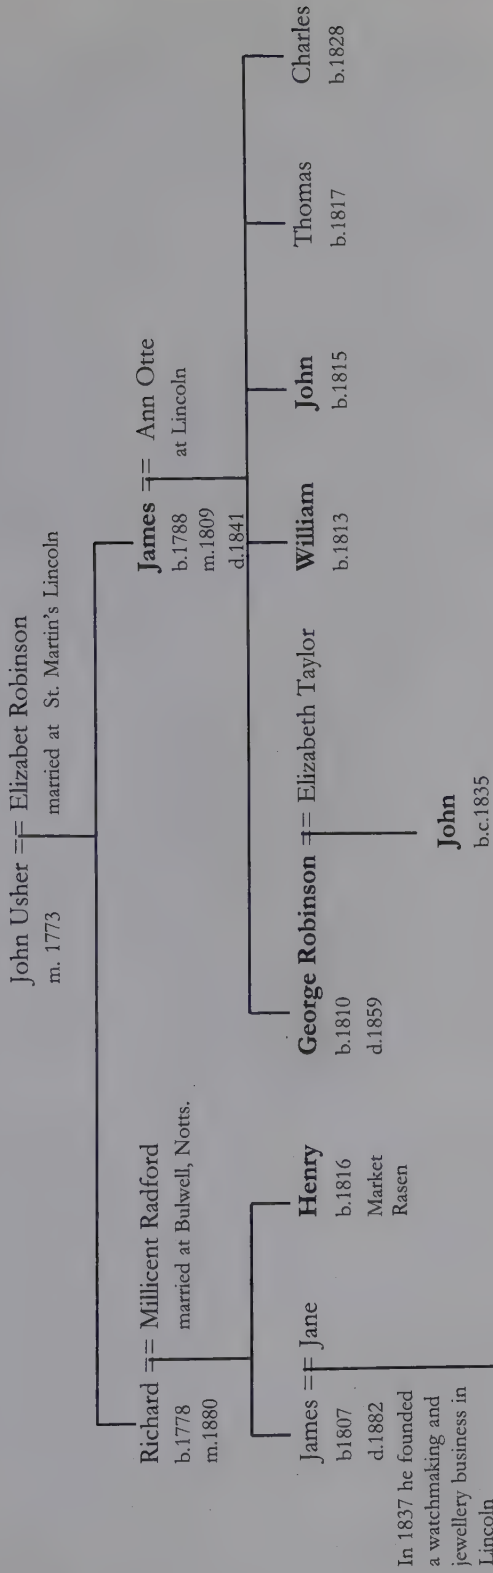 John Usher == Elizabet Robinson
m. 1773 married at St. Martin's Lincoln
Richard == Millicent Radford
b.1778 married at Bulwell, Notts.
m.1880
James == Ann Otte
b.1788 at Lincoln
m.1809
d.1841
James == Jane
b1807
d.1882
In 1837 he founded
a watchmaking and
jewellery business in
Lincoln
Henry
b.1816
Market
Rasen
George Robinson == Elizabeth Taylor
b.1810
d.1859
William
b.1813
John
b.1815
Thomas
b.1817
Charles
b.1828
John
b.c.1835